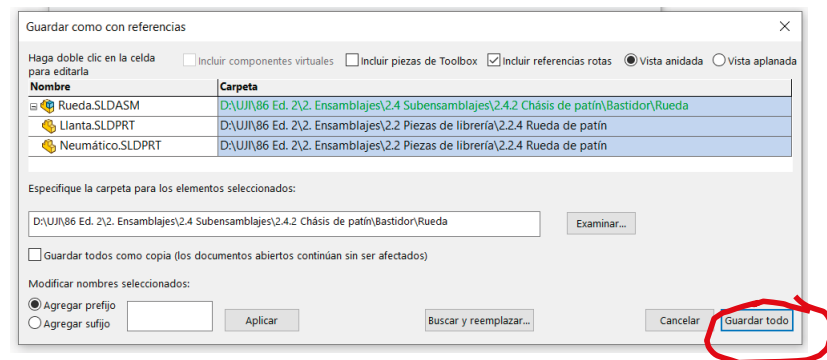 Guardar como con referencias
Haga doble clic en la celda para editarla
Incluir componentes virtuales Incluir piezas de Toolbox Incluir referencias rotas Vista anidada Vista aplanada
Nombre Carpeta
Rueda.SLDASM D:\UJI\86 Ed. 2\2. Ensamblajes\2.4 Subensamblajes\2.4.2 Chásis de patín\Bastidor\Rueda
Llanta.SLDPRT D:\UJI\86 Ed. 2\2. Ensamblajes\2.2 Piezas de librería\2.2.4 Rueda de patín
Neumático.SLDPRT D:\UJI\86 Ed. 2\2. Ensamblajes\2.2 Piezas de librería\2.2.4 Rueda de patín
Especifique la carpeta para los elementos seleccionados:
D:\UJI\86 Ed. 2\2. Ensamblajes\2.4 Subensamblajes\2.4.2 Chásis de patín\Bastidor\Rueda Examinar...
Guardar todos como copia (los documentos abiertos continúan sin ser afectados)
Modificar nombres seleccionados:
Agregar prefijo
Agregar sufijo
Aplicar Buscar y reemplazar... Cancelar Guardar todo